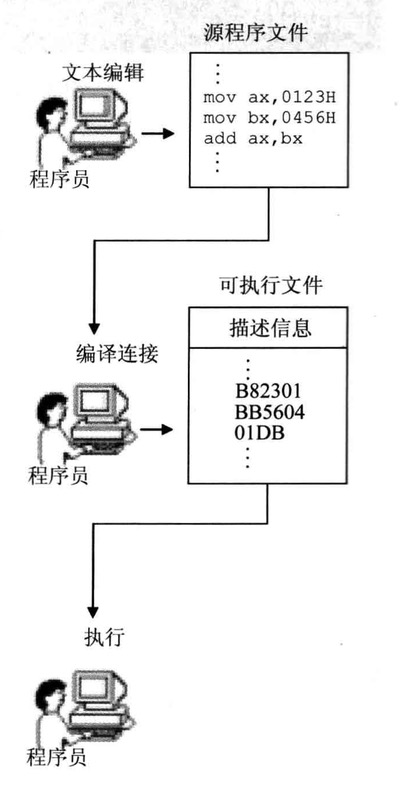 源程序文件
文本编辑
mov ax,0123H
mov bx,0456H
add ax,bx
程序员
可执行文件
描述信息
编译连接
B82301
BB5604
01DB
程序员
执行
程序员